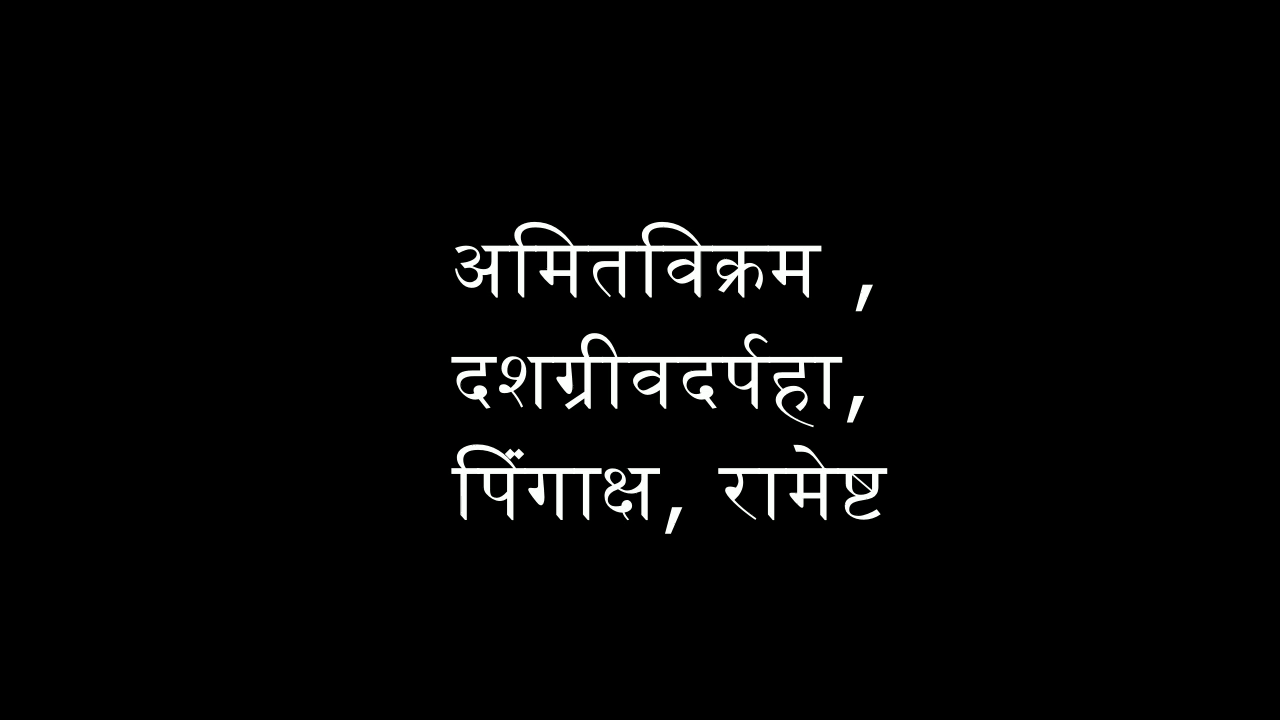 अमितविक्रम ,
दशग्रीवदर्पहा,
पिंगाक्ष, रामेष्ट